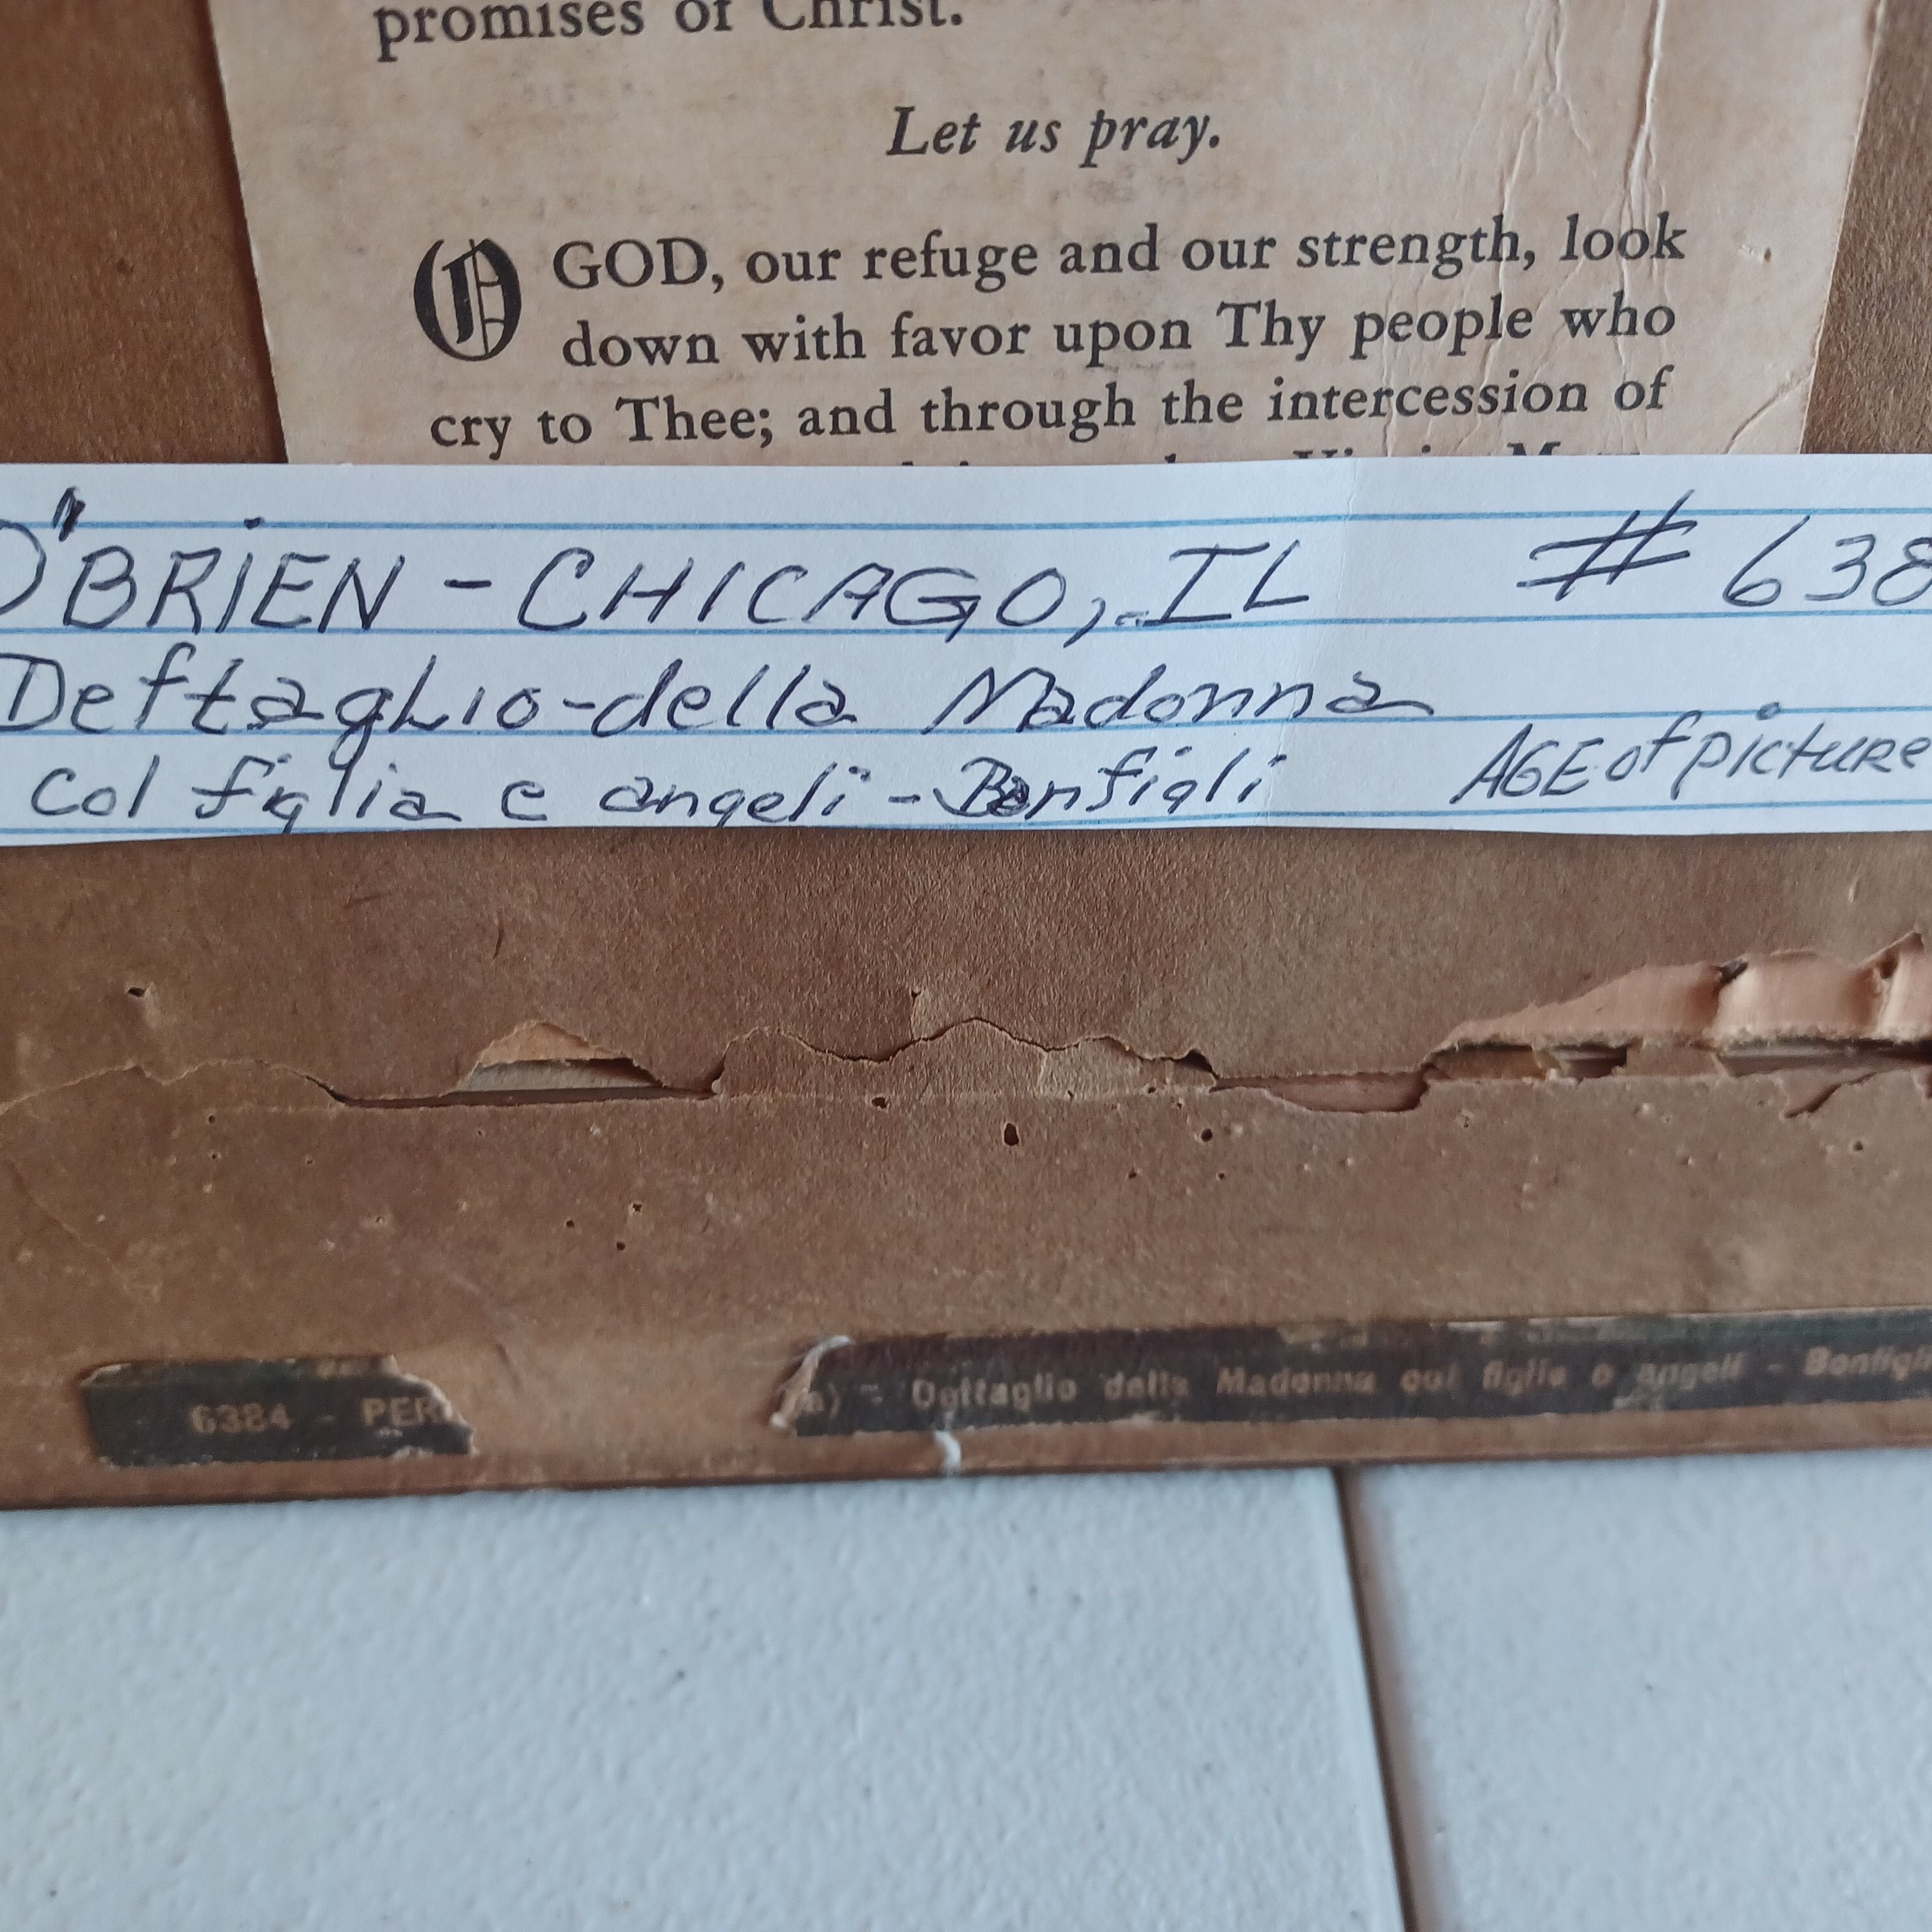 promises of Christ.
Let us pray.
O GOD, our refuge and our strength, look
down with favor upon Thy people who
cry to Thee; and through the intercession of
O'BRiEN - CHICAGO, IL # 638
Deftaglio-della Madonna
col figlia e angeli - Bonfigli AGE of picture
6384 - PER
a) - Dottaglio della Madonna col figlio e angeli - Bonfigli